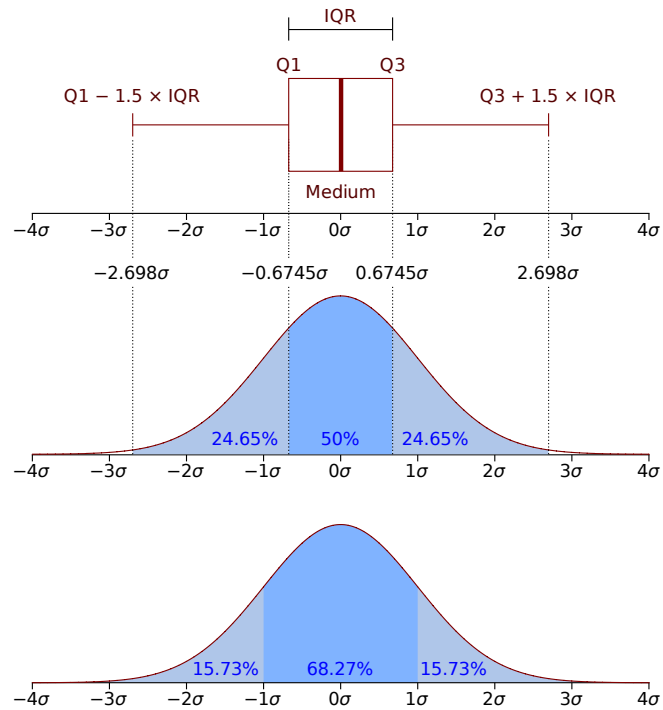 IQR
Q1 Q3
Q1 − 1.5 × IQR Q3 + 1.5 × IQR
Medium
−4σ −3σ −2σ −1σ 0σ 1σ 2σ 3σ 4σ
−2.698σ −0.6745σ 0.6745σ 2.698σ
24.65% 50% 24.65%
−4σ −3σ −2σ −1σ 0σ 1σ 2σ 3σ 4σ
15.73% 68.27% 15.73%
−4σ −3σ −2σ −1σ 0σ 1σ 2σ 3σ 4σ